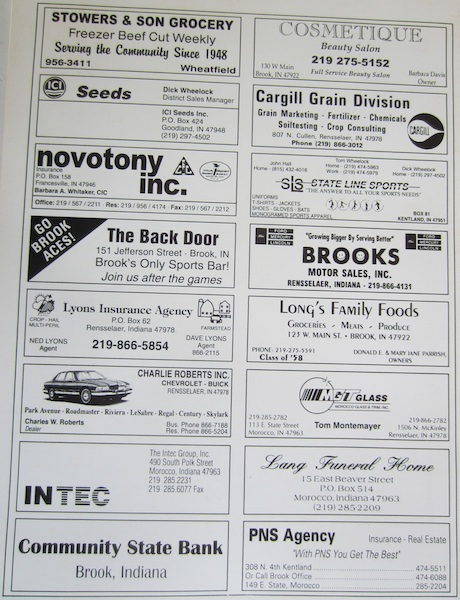 STOWERS & SON GROCERY
Freezer Beef Cut Weekly
Serving the Community Since 1948
956-3411 Wheatfield
ICI Seeds
Dick Wheelock
District Sales Manager
ICI Seeds Inc.
P.O. Box 424
Goodland, IN 47948
(219) 297-4502
novotony
inc.
Insurance
P.O. Box 158
Francesville, IN 47946
Barbara A. Whitaker, CIC
Office: 219 / 567 / 2211 · Res: 219 / 956 / 4174 · Fax: 219 / 567 / 2212
GO
BROOK
ACES!
The Back Door
151 Jefferson Street · Brook, IN
Brook's Only Sports Bar!
Join us after the games
Lyons Insurance Agency
CROP - HAIL
MULTI-PERIL
P.O. Box 62
Rensselaer, Indiana 47978
FARMSTEAD
NED LYONS
Agent
219-866-5854
DAVE LYONS
Agent
866-2115
CHARLIE ROBERTS INC.
CHEVROLET - BUICK
RENSSELAER, IN 47978
Park Avenue - Roadmaster - Riviera - LeSabre - Regal - Century - Skylark
Charles W. Roberts
Dealer
Bus. Phone 866-7188
Res. Phone 866-5204
INTEC
The Intec Group, Inc.
490 South Polk Street
Morocco, Indiana 47963
219 285.2231
219 285.6077 Fax
Community State Bank
Brook, Indiana
COSMETIQUE
Beauty Salon
219 275-5152
130 W Main
Brook, IN 47922
Full Service Beauty Salon
Barbara Davis
Owner
Cargill Grain Division
Grain Marketing - Fertilizer - Chemicals
Soiltesting - Crop Consulting
807 N. Cullen, Rensselaer, IN 47978
Phone (219) 866-3012
CARGILL
John Hall
Home - (815) 432-4018
Tom Wheelock
Home - (219) 474-5963
Work - (219) 474-5979
Dick Wheelock
Home - (219) 297-4502
SLS STATE LINE SPORTS
"THE ANSWER TO ALL YOUR SPORTS NEEDS"
UNIFORMS
T-SHIRTS - JACKETS
SHOES - GLOVES - BATS
MONOGRAMED SPORTS APPAREL
BOX 81
KENTLAND, IN 47951
FORD
MERCURY
LINCOLN
"Growing Bigger By Serving Better"
FORD
MERCURY
LINCOLN
BROOKS
MOTOR SALES, INC.
RENSSELAER, INDIANA - 219-866-4131
Long's Family Foods
GROCERIES - MEATS - PRODUCE
123 W. MAIN ST. • BROOK, IN 47922
PHONE: 219-275-5591
Class of '58
DONALD E. & MARY JANE PARRISH,
OWNERS
M&T GLASS
MOROCCO GLASS & TRIM, INC.
219-285-2782
113 E. State Street
Morocco, IN 47963
Tom Montemayer
219-866-2782
1506 N. McKinley
Rensselaer, IN 47978
Lang Funeral Home
15 East Beaver Street
P.O. Box 514
Morocco, Indiana 47963
(219) 285-2209
PNS Agency
Insurance - Real Estate
"With PNS You Get The Best"
308 N. 4th Kentland 474-5511
Or Call Brook Office 474-6088
149 E. State, Morocco 285-2204